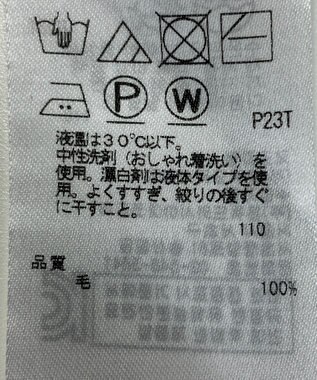 P W
P23T
液温は30℃以下。
中性洗剤（おしゃれ着洗い）を
使用。漂白剤は液体タイプを使
用。よくすすぎ、絞りの後すぐ
に干すこと。
110
品質
毛 100%